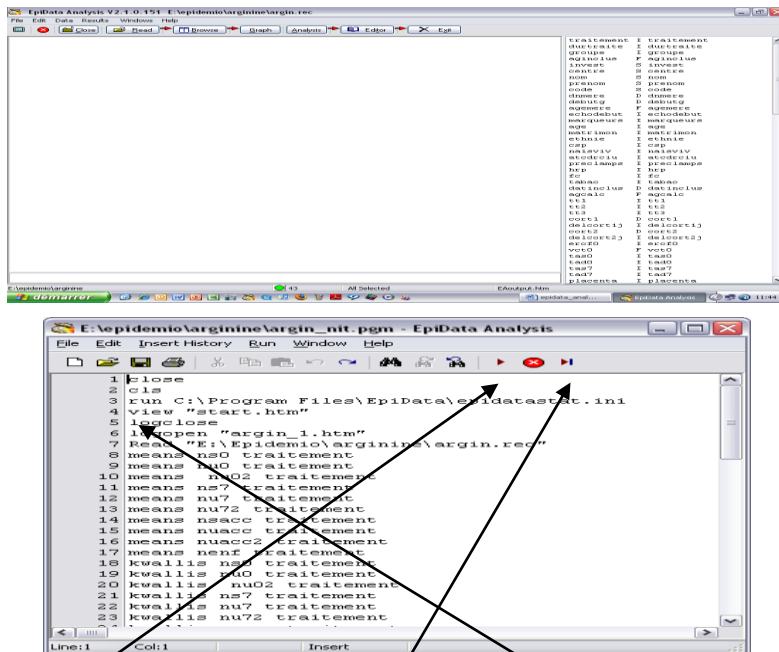 EpiData Analysis V2.1.0.151 E:\epidemio\arginine\argin.rec
File Edit Data Results Windows Help
Close Read Browse Graph Analysis Editor Exit
traitement I traitement
durtraite I durtraite
groupe I groupe
aginclus F aginclus
invest S invest
centre S centre
nom S nom
prenom S prenom
code S code
dnmere D dnmere
debutg D debutg
agemere F agemere
echodebut I echodebut
marqueurs I marqueurs
age I age
matrimon I matrimon
ethnie I ethnie
csp I csp
naisviv I naisviv
atcdrciu I atcdrciu
preclamps I preclamps
hrp I hrp
fc I fc
tabac I tabac
datinclus D datinclus
agcalc F agcalc
tt1 I tt1
tt2 I tt2
tt3 I tt3
cort1 D cort1
delcort1j I delcort1j
cort2 D cort2
delcort2j I delcort2j
crof0 I crof0
vct0 F vct0
tas0 I tas0
tad0 I tad0
tas7 I tas7
tad7 I tad7
placenta I placenta
E:\epidemio\arginine 43 All Selected EAoutput.htm
démarrer epidata_anal... EpiData Analysis 11:44
E:\epidemio\arginine\argin_nit.pgm - EpiData Analysis
File Edit Insert History Run Window Help
1 close
2 cls
3 run C:\Program Files\EpiData\epidatastat.ini
4 view "start.htm"
5 logclose
6 logopen "argin_1.htm"
7 Read "E:\Epidemio\arginine\argin.rec"
8 means ns0 traitement
9 means nu0 traitement
10 means nu02 traitement
11 means ns7 traitement
12 means nu7 traitement
13 means nu72 traitement
14 means nsacc traitement
15 means nuacc traitement
16 means nuacc2 traitement
17 means nenf traitement
18 kwallis ns0 traitement
19 kwallis nu0 traitement
20 kwallis nu02 traitement
21 kwallis ns7 traitement
22 kwallis nu7 traitement
23 kwallis nu72 traitement
Line:1 Col:1 Insert